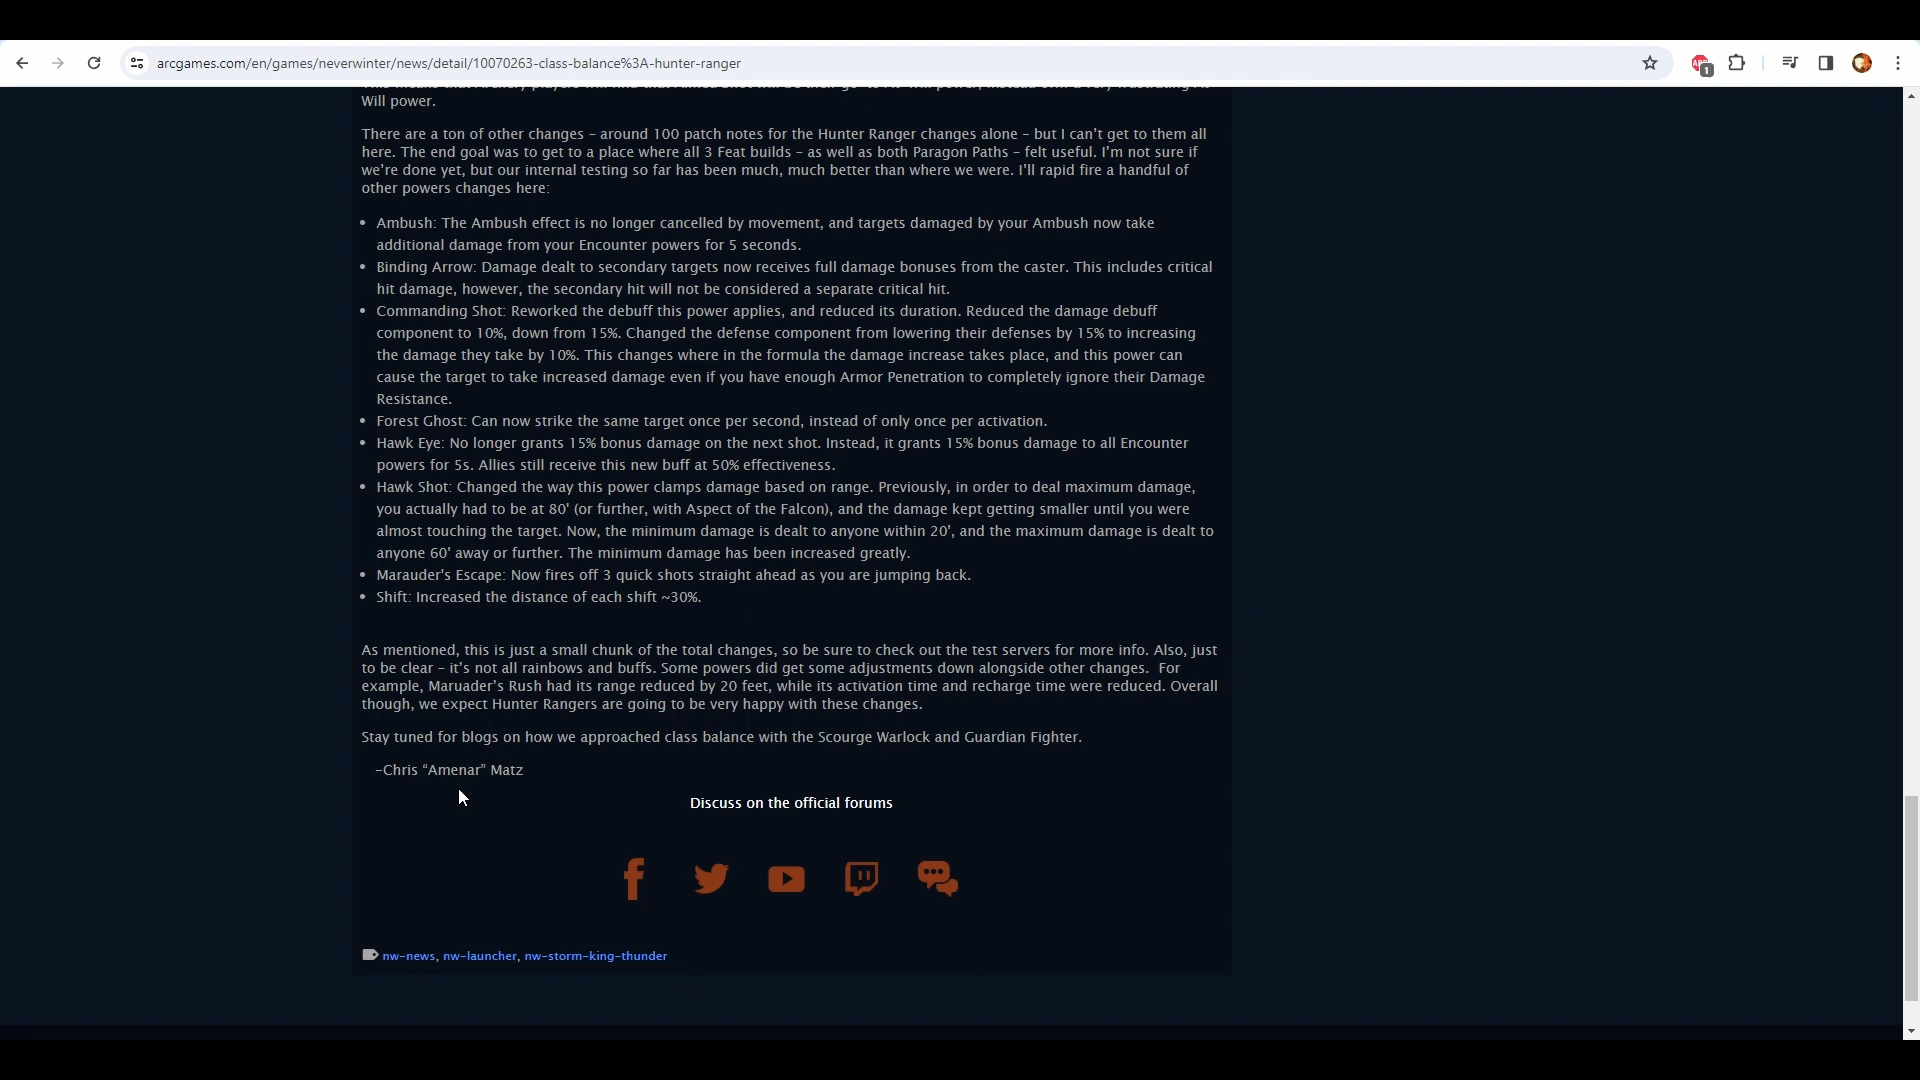 arcgames.com/en/games/neverwinter/news/detail/10070263-class-balance%3A-hunter-ranger
1
Will power.
There are a ton of other changes – around 100 patch notes for the Hunter Ranger changes alone – but I can’t get to them all
here. The end goal was to get to a place where all 3 Feat builds – as well as both Paragon Paths – felt useful. I’m not sure if
we’re done yet, but our internal testing so far has been much, much better than where we were. I’ll rapid fire a handful of
other powers changes here:
• Ambush: The Ambush effect is no longer cancelled by movement, and targets damaged by your Ambush now take
additional damage from your Encounter powers for 5 seconds.
• Binding Arrow: Damage dealt to secondary targets now receives full damage bonuses from the caster. This includes critical
hit damage, however, the secondary hit will not be considered a separate critical hit.
• Commanding Shot: Reworked the debuff this power applies, and reduced its duration. Reduced the damage debuff
component to 10%, down from 15%. Changed the defense component from lowering their defenses by 15% to increasing
the damage they take by 10%. This changes where in the formula the damage increase takes place, and this power can
cause the target to take increased damage even if you have enough Armor Penetration to completely ignore their Damage
Resistance.
• Forest Ghost: Can now strike the same target once per second, instead of only once per activation.
• Hawk Eye: No longer grants 15% bonus damage on the next shot. Instead, it grants 15% bonus damage to all Encounter
powers for 5s. Allies still receive this new buff at 50% effectiveness.
• Hawk Shot: Changed the way this power clamps damage based on range. Previously, in order to deal maximum damage,
you actually had to be at 80' (or further, with Aspect of the Falcon), and the damage kept getting smaller until you were
almost touching the target. Now, the minimum damage is dealt to anyone within 20', and the maximum damage is dealt to
anyone 60' away or further. The minimum damage has been increased greatly.
• Marauder's Escape: Now fires off 3 quick shots straight ahead as you are jumping back.
• Shift: Increased the distance of each shift ~30%.
As mentioned, this is just a small chunk of the total changes, so be sure to check out the test servers for more info. Also, just
to be clear – it’s not all rainbows and buffs. Some powers did get some adjustments down alongside other changes. For
example, Maruader’s Rush had its range reduced by 20 feet, while its activation time and recharge time were reduced. Overall
though, we expect Hunter Rangers are going to be very happy with these changes.
Stay tuned for blogs on how we approached class balance with the Scourge Warlock and Guardian Fighter.
–Chris “Amenar” Matz
Discuss on the official forums
nw-news, nw-launcher, nw-storm-king-thunder